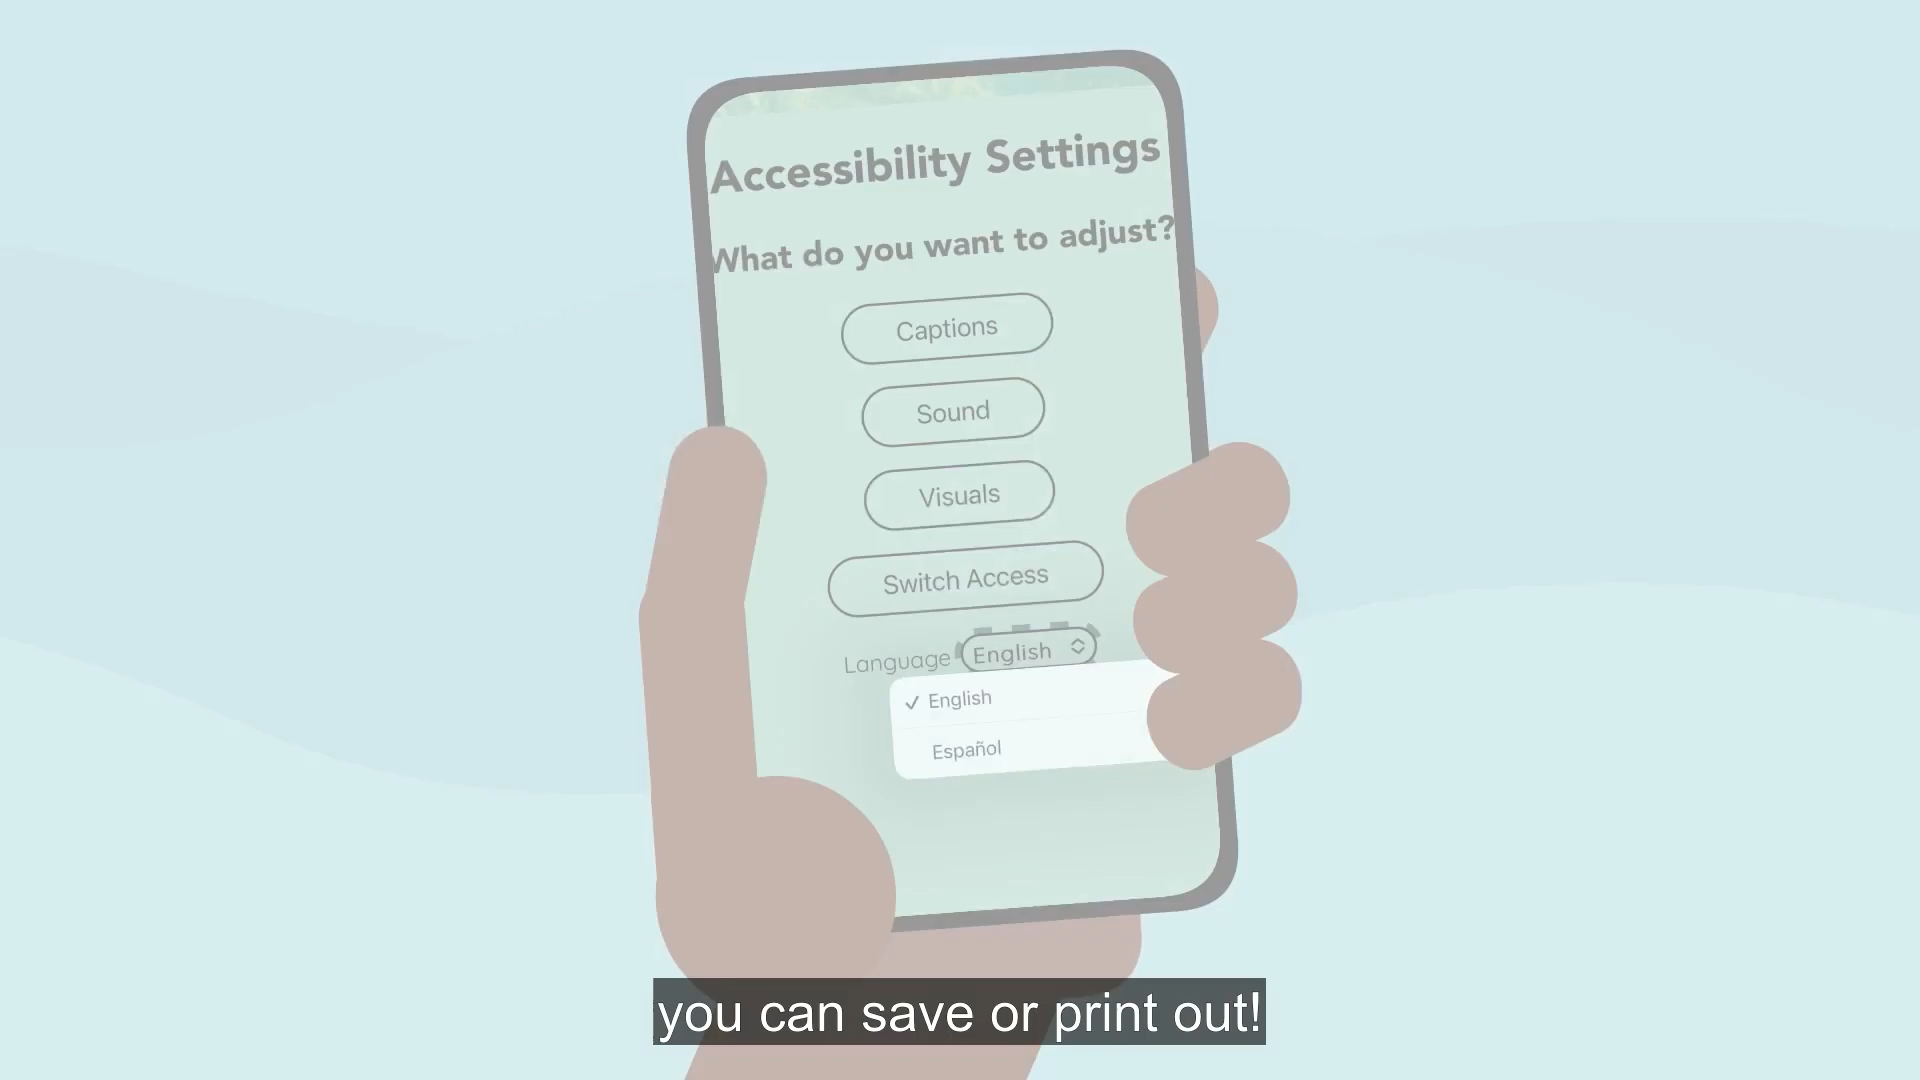 Accessibility Settings
What do you want to adjust?
Captions
Sound
Visuals
Switch Access
Language English
✓ English
Español
you can save or print out!